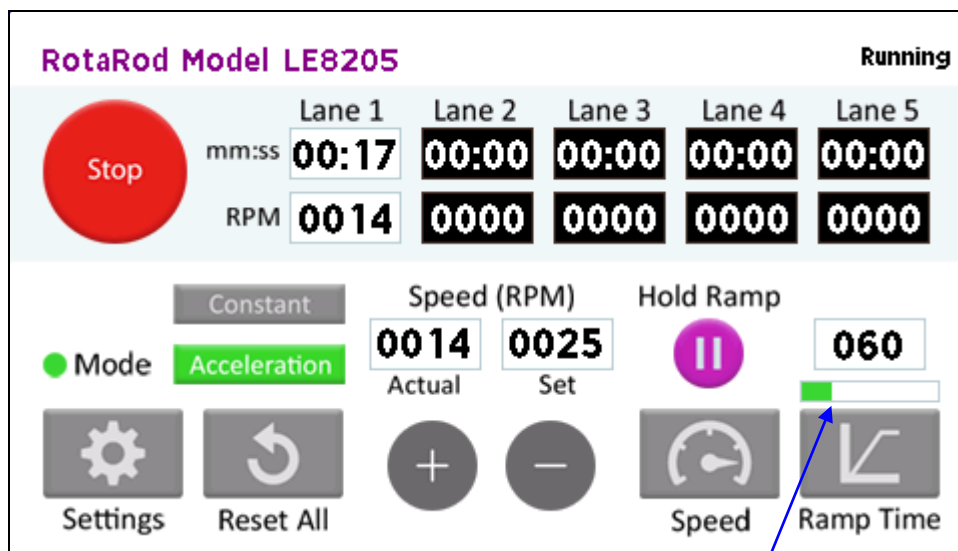 RotaRod Model LE8205
Running
Lane 1 Lane 2 Lane 3 Lane 4 Lane 5
Stop
mm:ss 00:17 00:00 00:00 00:00 00:00
RPM 0014 0000 0000 0000 0000
Constant
Speed (RPM)
Hold Ramp
Mode
Acceleration
0014 0025
060
Actual Set
Settings
Reset All
Speed
Ramp Time